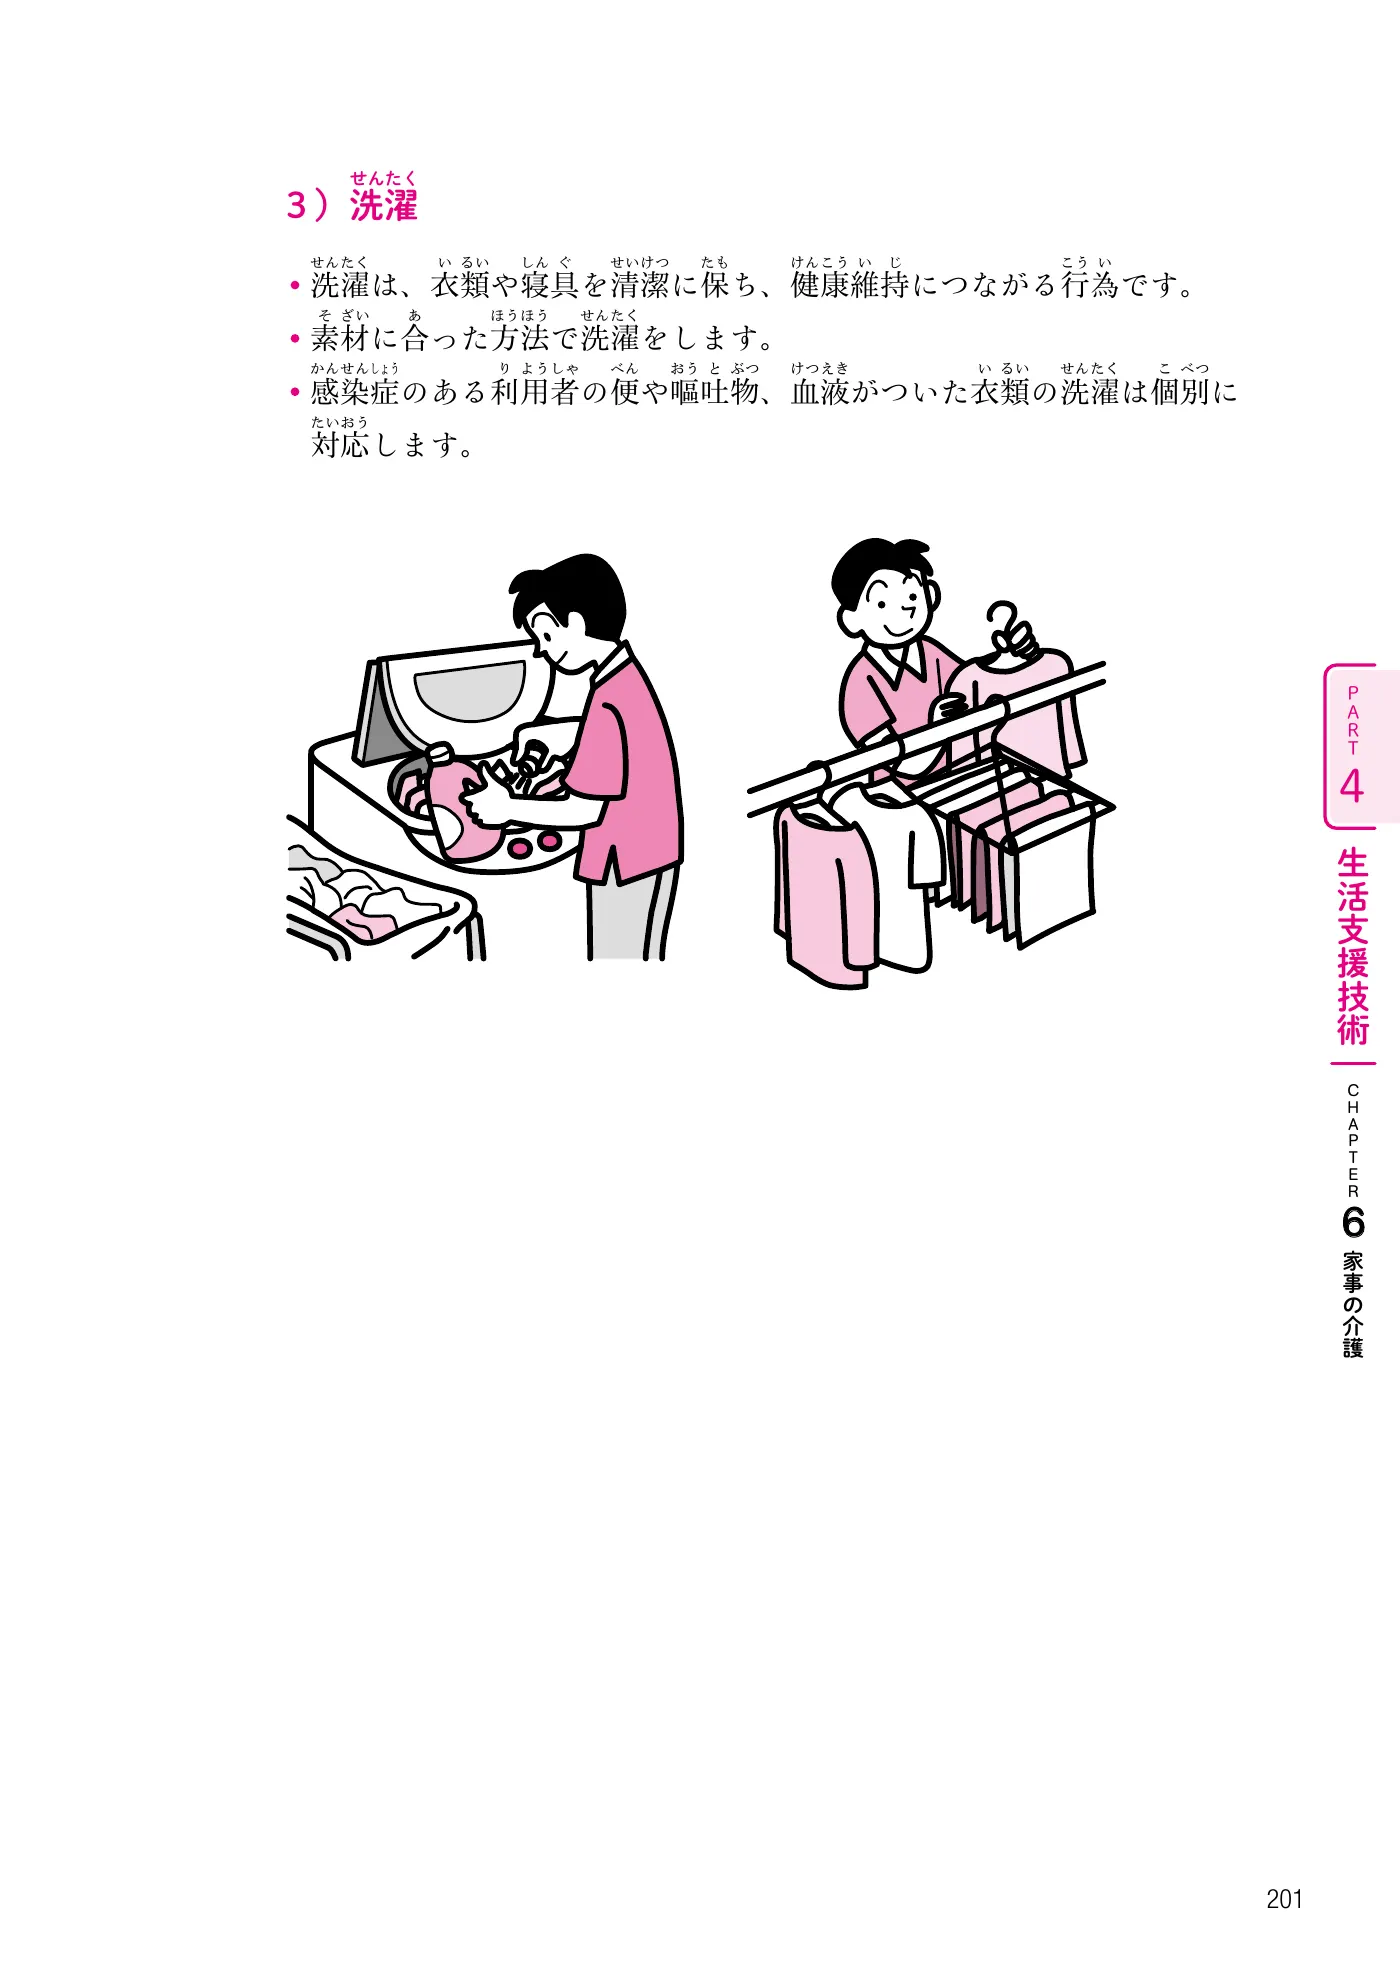 せんたく
3）洗濯
せんたく い るい しん ぐ せいけつ たも けんこう い じ こう い
• 洗濯は、衣類や寝具を清潔に保ち、健康維持につながる行為です。
そ ざい あ ほうほう せんたく
• 素材に合った方法で洗濯をします。
かんせんしょう り ようしゃ べん おう と ぶつ けつえき い るい せんたく こ べつ
• 感染症のある利用者の便や嘔吐物、血液がついた衣類の洗濯は個別に
たいおう
対応します。
PART
4
生活支援技術
CHAPTER
6
家事の介護
201